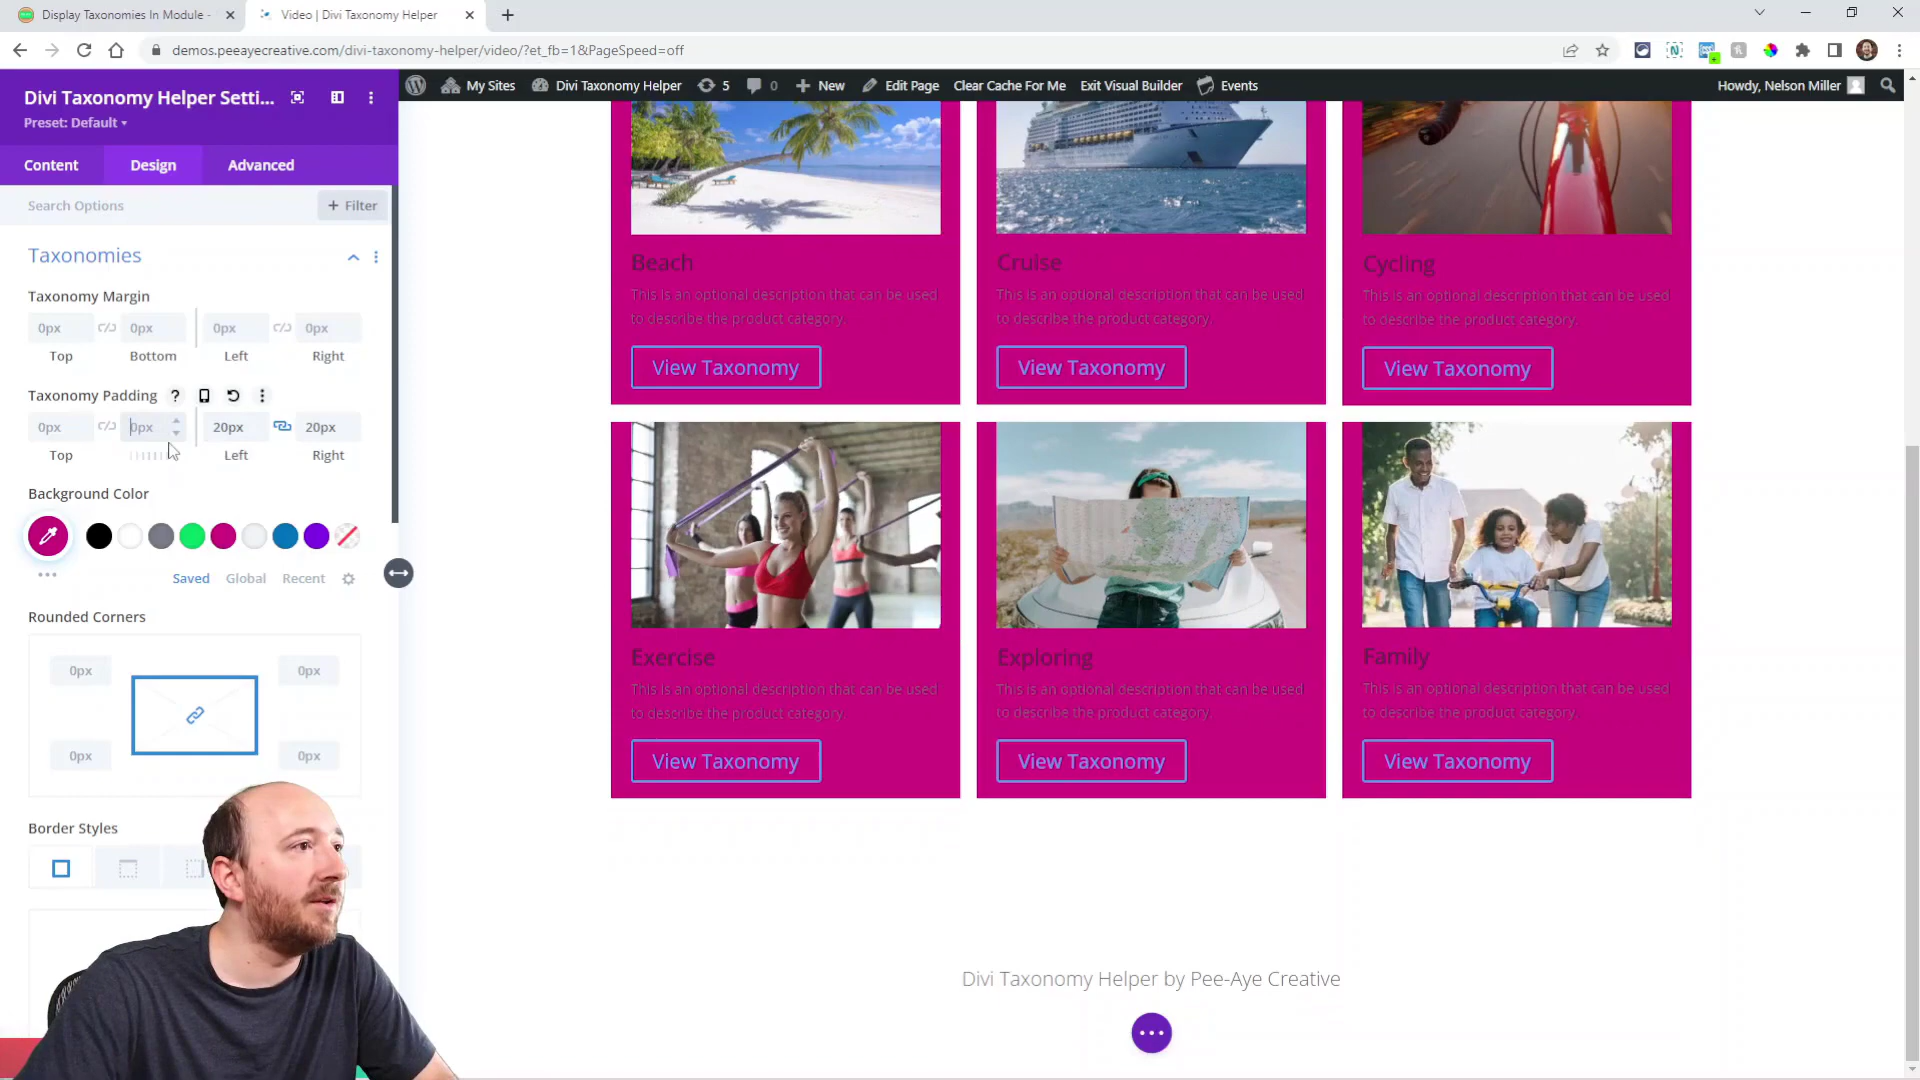 Display Taxonomies In Module -
Video | Divi Taxonomy Helper
demos.peeayecreative.com/divi-taxonomy-helper/video/?et_fb=1&PageSpeed=off
My Sites
Divi Taxonomy Helper
5
0
New
Edit Page
Clear Cache For Me
Exit Visual Builder
Events
Howdy, Nelson Miller
Divi Taxonomy Helper Setti...
Preset: Default
Content
Design
Advanced
Search Options
+ Filter
Taxonomies
Taxonomy Margin
0px
0px
0px
0px
Top
Bottom
Left
Right
Taxonomy Padding
0px
0px
20px
20px
Top
Left
Right
Background Color
Saved
Global
Recent
Rounded Corners
0px
0px
0px
0px
Border Styles
Beach
This is an optional description that can be used
to describe the product category.
View Taxonomy
Cruise
This is an optional description that can be used
to describe the product category.
View Taxonomy
Cycling
This is an optional description that can be used
to describe the product category.
View Taxonomy
Exercise
This is an optional description that can be used
to describe the product category.
View Taxonomy
Exploring
This is an optional description that can be used
to describe the product category.
View Taxonomy
Family
This is an optional description that can be used
to describe the product category.
View Taxonomy
Divi Taxonomy Helper by Pee-Aye Creative